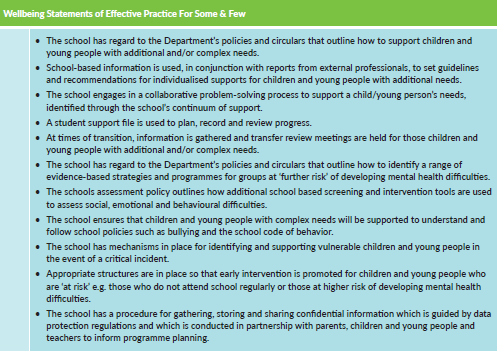 Wellbeing Statements of Effective Practice For Some & Few
• The school has regard to the Department's policies and circulars that outline how to support children and
young people with additional and/or complex needs.
• School-based information is used, in conjunction with reports from external professionals, to set guidelines
and recommendations for individualised supports for children and young people with additional needs.
• The school engages in a collaborative problem-solving process to support a child/young person's needs,
identified through the school's continuum of support.
• A student support file is used to plan, record and review progress.
• At times of transition, information is gathered and transfer review meetings are held for those children and
young people with additional and/or complex needs.
• The school has regard to the Department's policies and circulars that outline how to identify a range of
evidence-based strategies and programmes for groups at 'further risk' of developing mental health difficulties.
• The schools assessment policy outlines how additional school based screening and intervention tools are used
to assess social, emotional and behavioural difficulties.
• The school ensures that children and young people with complex needs will be supported to understand and
follow school policies such as bullying and the school code of behavior.
• The school has mechanisms in place for identifying and supporting vulnerable children and young people in
the event of a critical incident.
• Appropriate structures are in place so that early intervention is promoted for children and young people who
are 'at risk' e.g. those who do not attend school regularly or those at higher risk of developing mental health
difficulties.
• The school has a procedure for gathering, storing and sharing confidential information which is guided by data
protection regulations and which is conducted in partnership with parents, children and young people and
teachers to inform programme planning.